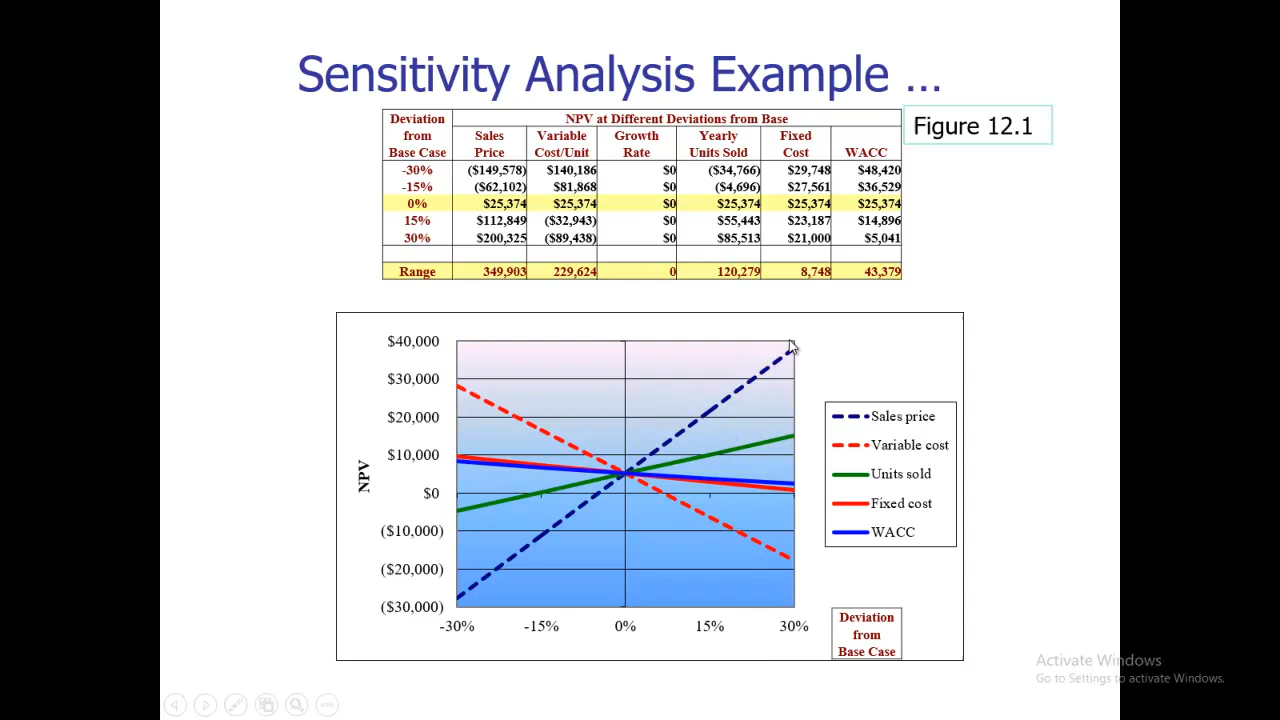 Sensitivity Analysis Example ...
Figure 12.1
Deviation from Base Case
NPV at Different Deviations from Base
Sales Price
Variable Cost/Unit
Growth Rate
Yearly Units Sold
Fixed Cost
WACC
-30% ($149,578) $140,186 $0 ($34,766) $29,748 $48,420
-15% ($62,102) $81,868 $0 ($4,696) $27,561 $36,529
0% $25,374 $25,374 $0 $25,374 $25,374 $25,374
15% $112,849 ($32,943) $0 $55,443 $23,187 $14,896
30% $200,325 ($89,438) $0 $85,513 $21,000 $5,041
Range 349,903 229,624 0 120,279 8,748 43,379
NPV
$40,000
$30,000
$20,000
$10,000
$0
($10,000)
($20,000)
($30,000)
-30% -15% 0% 15% 30%
Sales price
Variable cost
Units sold
Fixed cost
WACC
Deviation
from
Base Case
Activate Windows
Go to Settings to activate Windows.